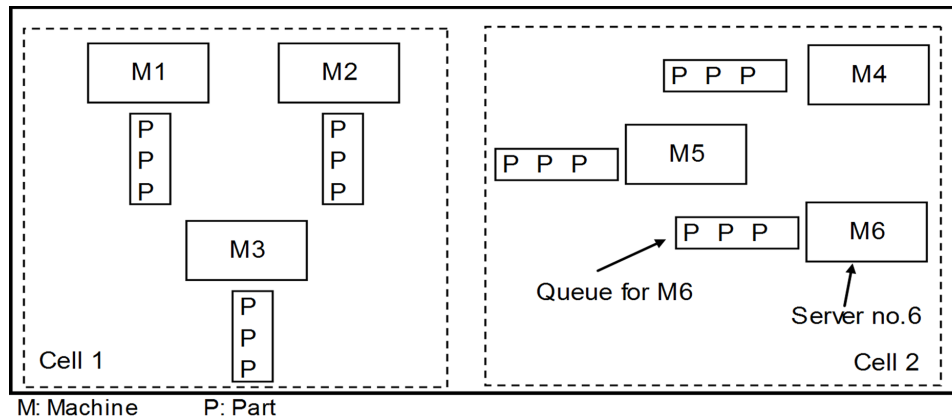 M1
P
P
P
M2
P
P
P
M3
P
P
P
Cell 1
P P P
M4
P P P
M5
P P P
M6
Queue for M6
Server no.6
Cell 2
M: Machine P: Part